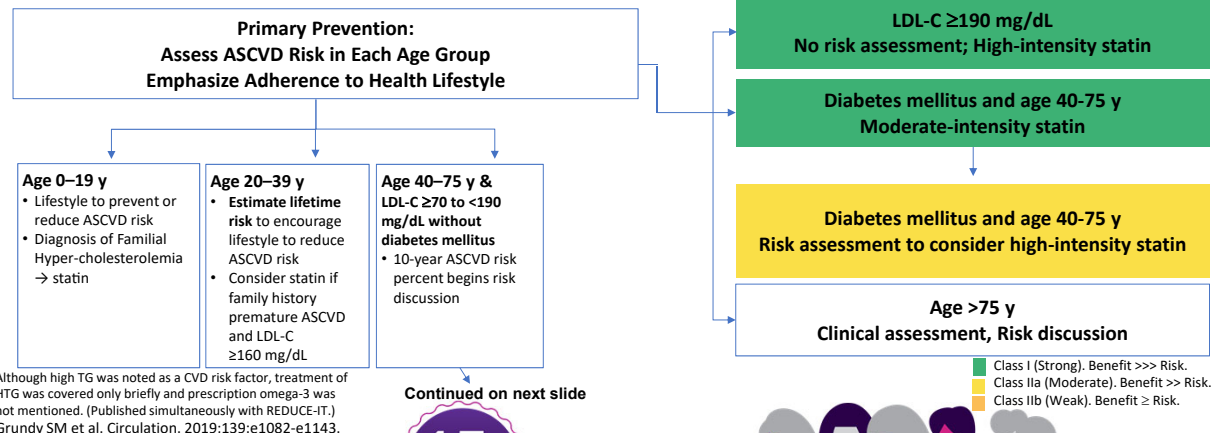 Primary Prevention:
Assess ASCVD Risk in Each Age Group
Emphasize Adherence to Health Lifestyle
LDL-C ≥190 mg/dL
No risk assessment; High-intensity statin
Diabetes mellitus and age 40-75 y
Moderate-intensity statin
Diabetes mellitus and age 40-75 y
Risk assessment to consider high-intensity statin
Age >75 y
Clinical assessment, Risk discussion
Age 0–19 y
• Lifestyle to prevent or
reduce ASCVD risk
• Diagnosis of Familial
Hyper-cholesterolemia
→ statin
Age 20–39 y
• Estimate lifetime
risk to encourage
lifestyle to reduce
ASCVD risk
• Consider statin if
family history
premature ASCVD
and LDL-C
≥160 mg/dL
Age 40–75 y &
LDL-C ≥70 to <190
mg/dL without
diabetes mellitus
• 10-year ASCVD risk
percent begins risk
discussion
Continued on next slide
Class I (Strong). Benefit >>> Risk.
Class IIa (Moderate). Benefit >> Risk.
Class IIb (Weak). Benefit ≥ Risk.
Although high TG was noted as a CVD risk factor, treatment of
HTG was covered only briefly and prescription omega-3 was
not mentioned. (Published simultaneously with REDUCE-IT.)
Grundy SM et al. Circulation. 2019;139:e1082-e1143.